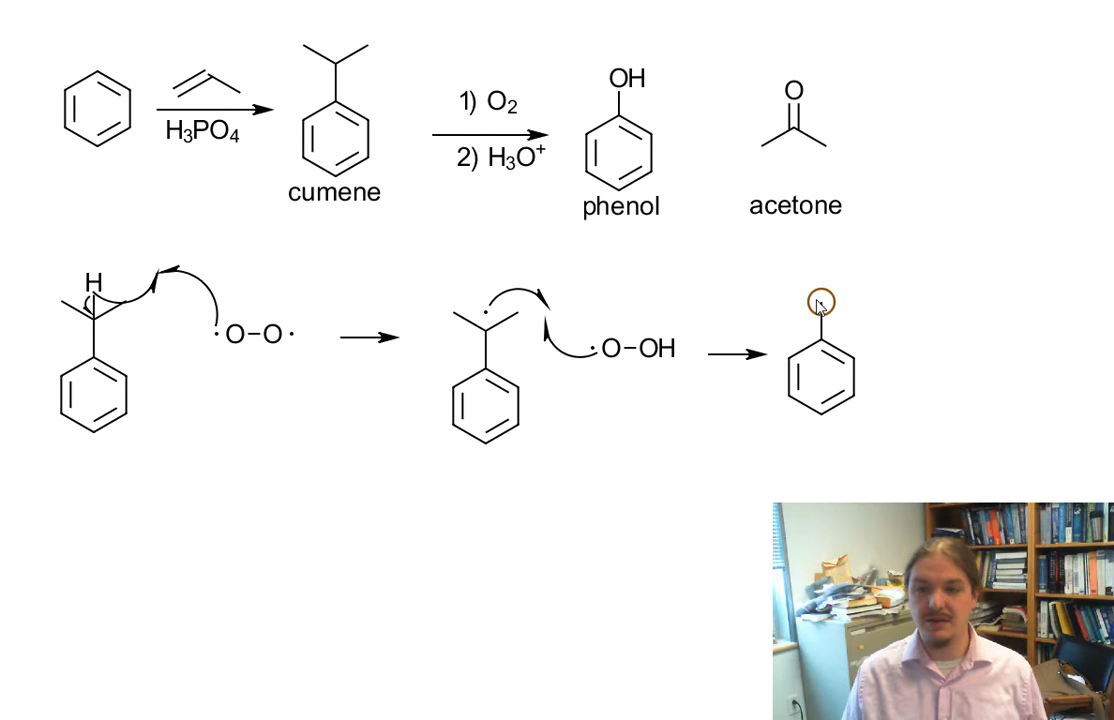 OH
O
1) O₂
H₃PO₄
2) H₃O⁺
cumene
phenol
acetone
H
·O–O·
·O–OH